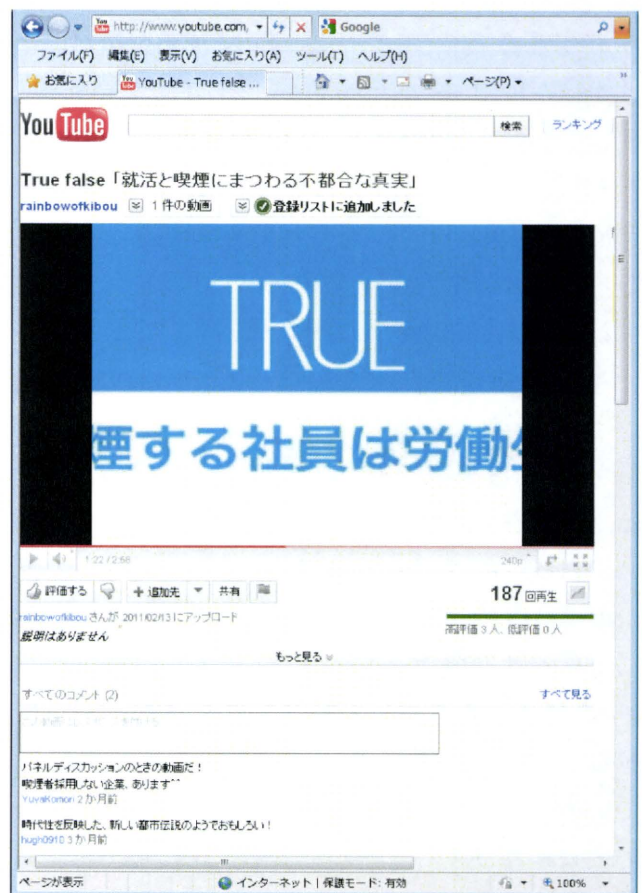 http://www.youtube.com,
Google
ファイル(F) 編集(E) 表示(V) お気に入り(A) ツール(T) ヘルプ(H)
お気に入り
YouTube - True false ...
ページ(P)
You Tube
検索
ランキング
True false「就活と喫煙にまつわる不都合な真実」
rainbowofkibou 1 件の動画 登録リストに追加しました
TRUE
煙する社員は労働生
1:22 / 2:56
240p
評価する
+ 追加先
共有
187 回再生
rainbowofkibou さんが 2011/02/13 にアップロード
高評価 3 人、低評価 0 人
説明はありません
もっと見る
すべてのコメント (2)
すべて見る
パネルディスカッションのときの動画だ！
喫煙者採用しない企業、あります^^
YuyaKomori 2 か月前
時代性を反映した、新しい都市伝説のようでおもしろい！
hugh0910 3 か月前
ページが表示
インターネット | 保護モード: 有効
100%